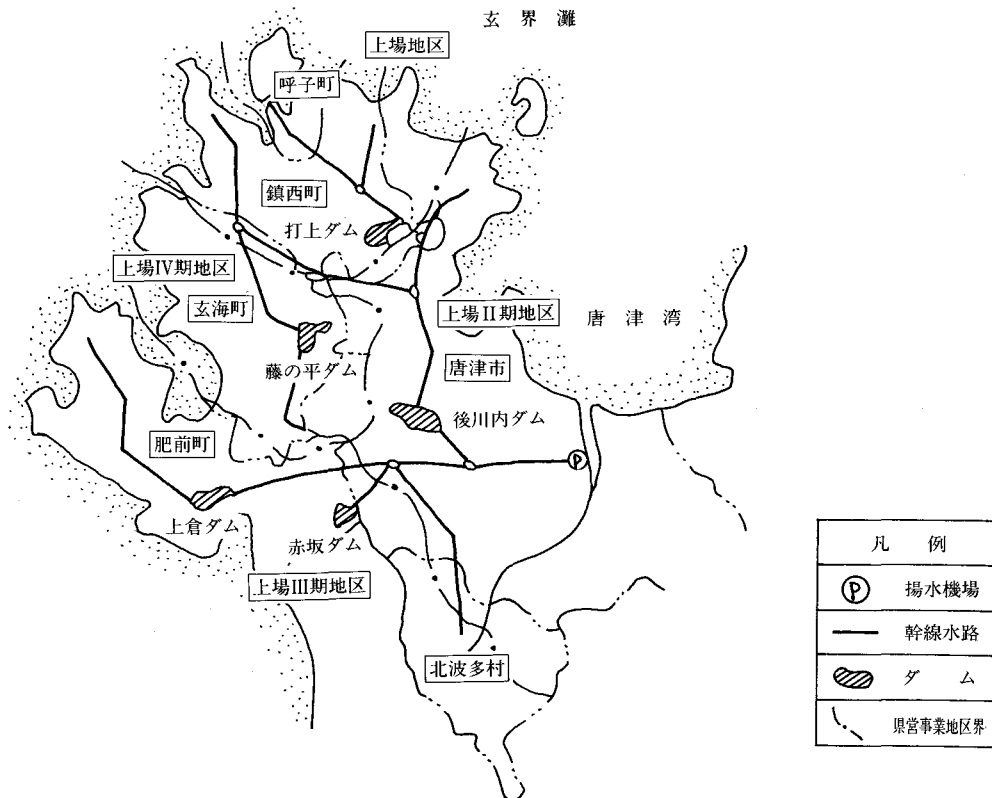 玄界灘
上場地区
呼子町
鎮西町
打上ダム
上場Ⅳ期地区
玄海町
上場Ⅱ期地区
唐津湾
藤の平ダム
唐津市
後川内ダム
肥前町
P
上倉ダム
赤坂ダム
上場Ⅲ期地区
北波多村
凡例
P 揚水機場
幹線水路
ダム
県営事業地区界